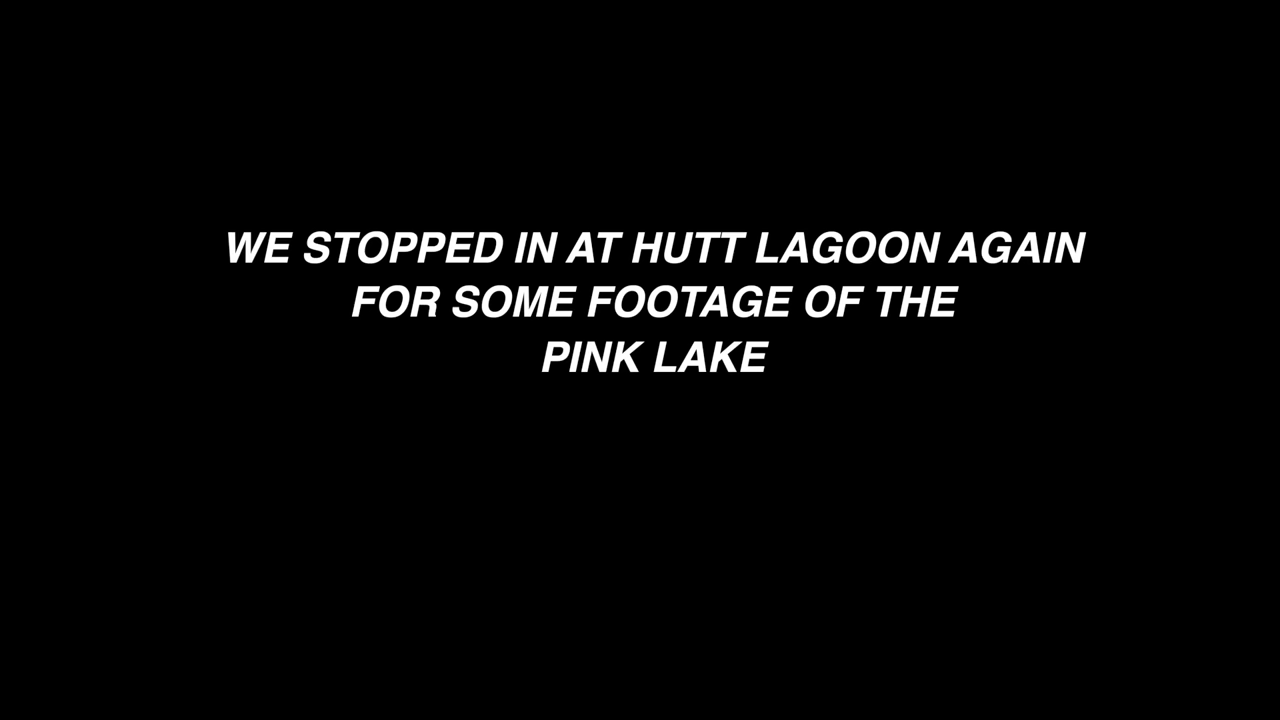 WE STOPPED IN AT HUTT LAGOON AGAIN
FOR SOME FOOTAGE OF THE
PINK LAKE